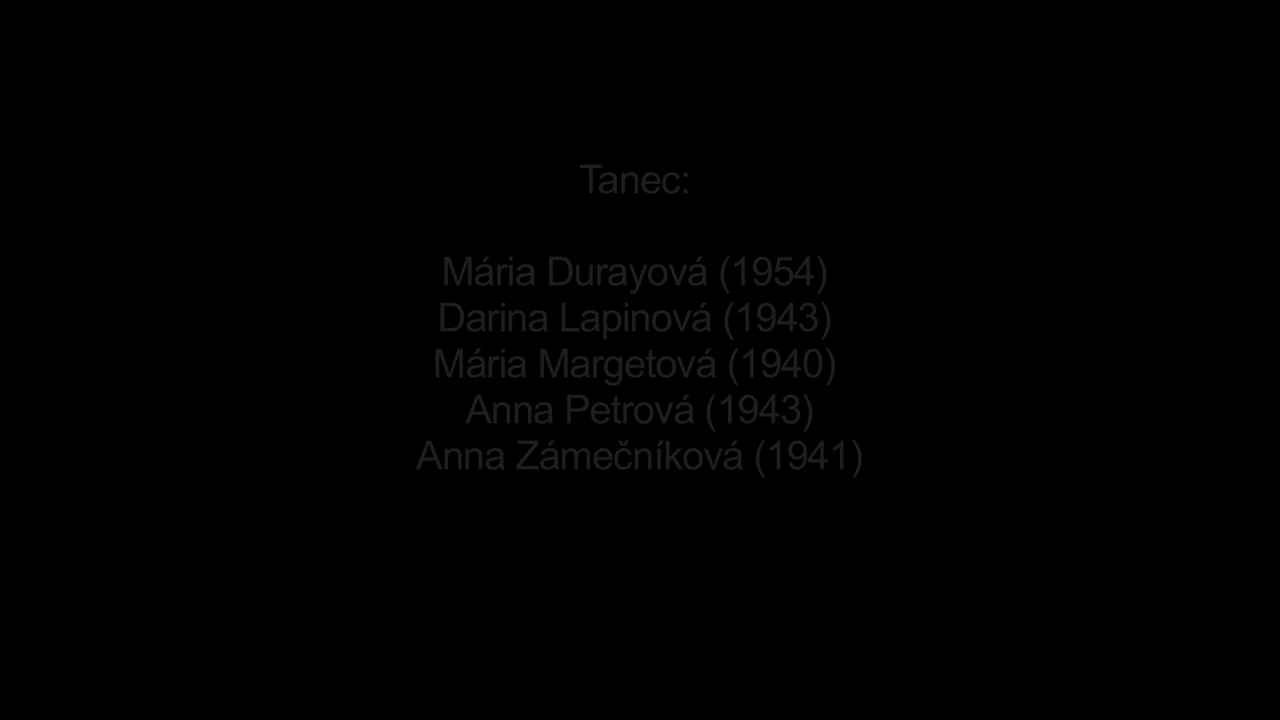 Tanec:
Mária Durayová (1954)
Darina Lapinová (1943)
Mária Margetová (1940)
Anna Petrová (1943)
Anna Zámečníková (1941)